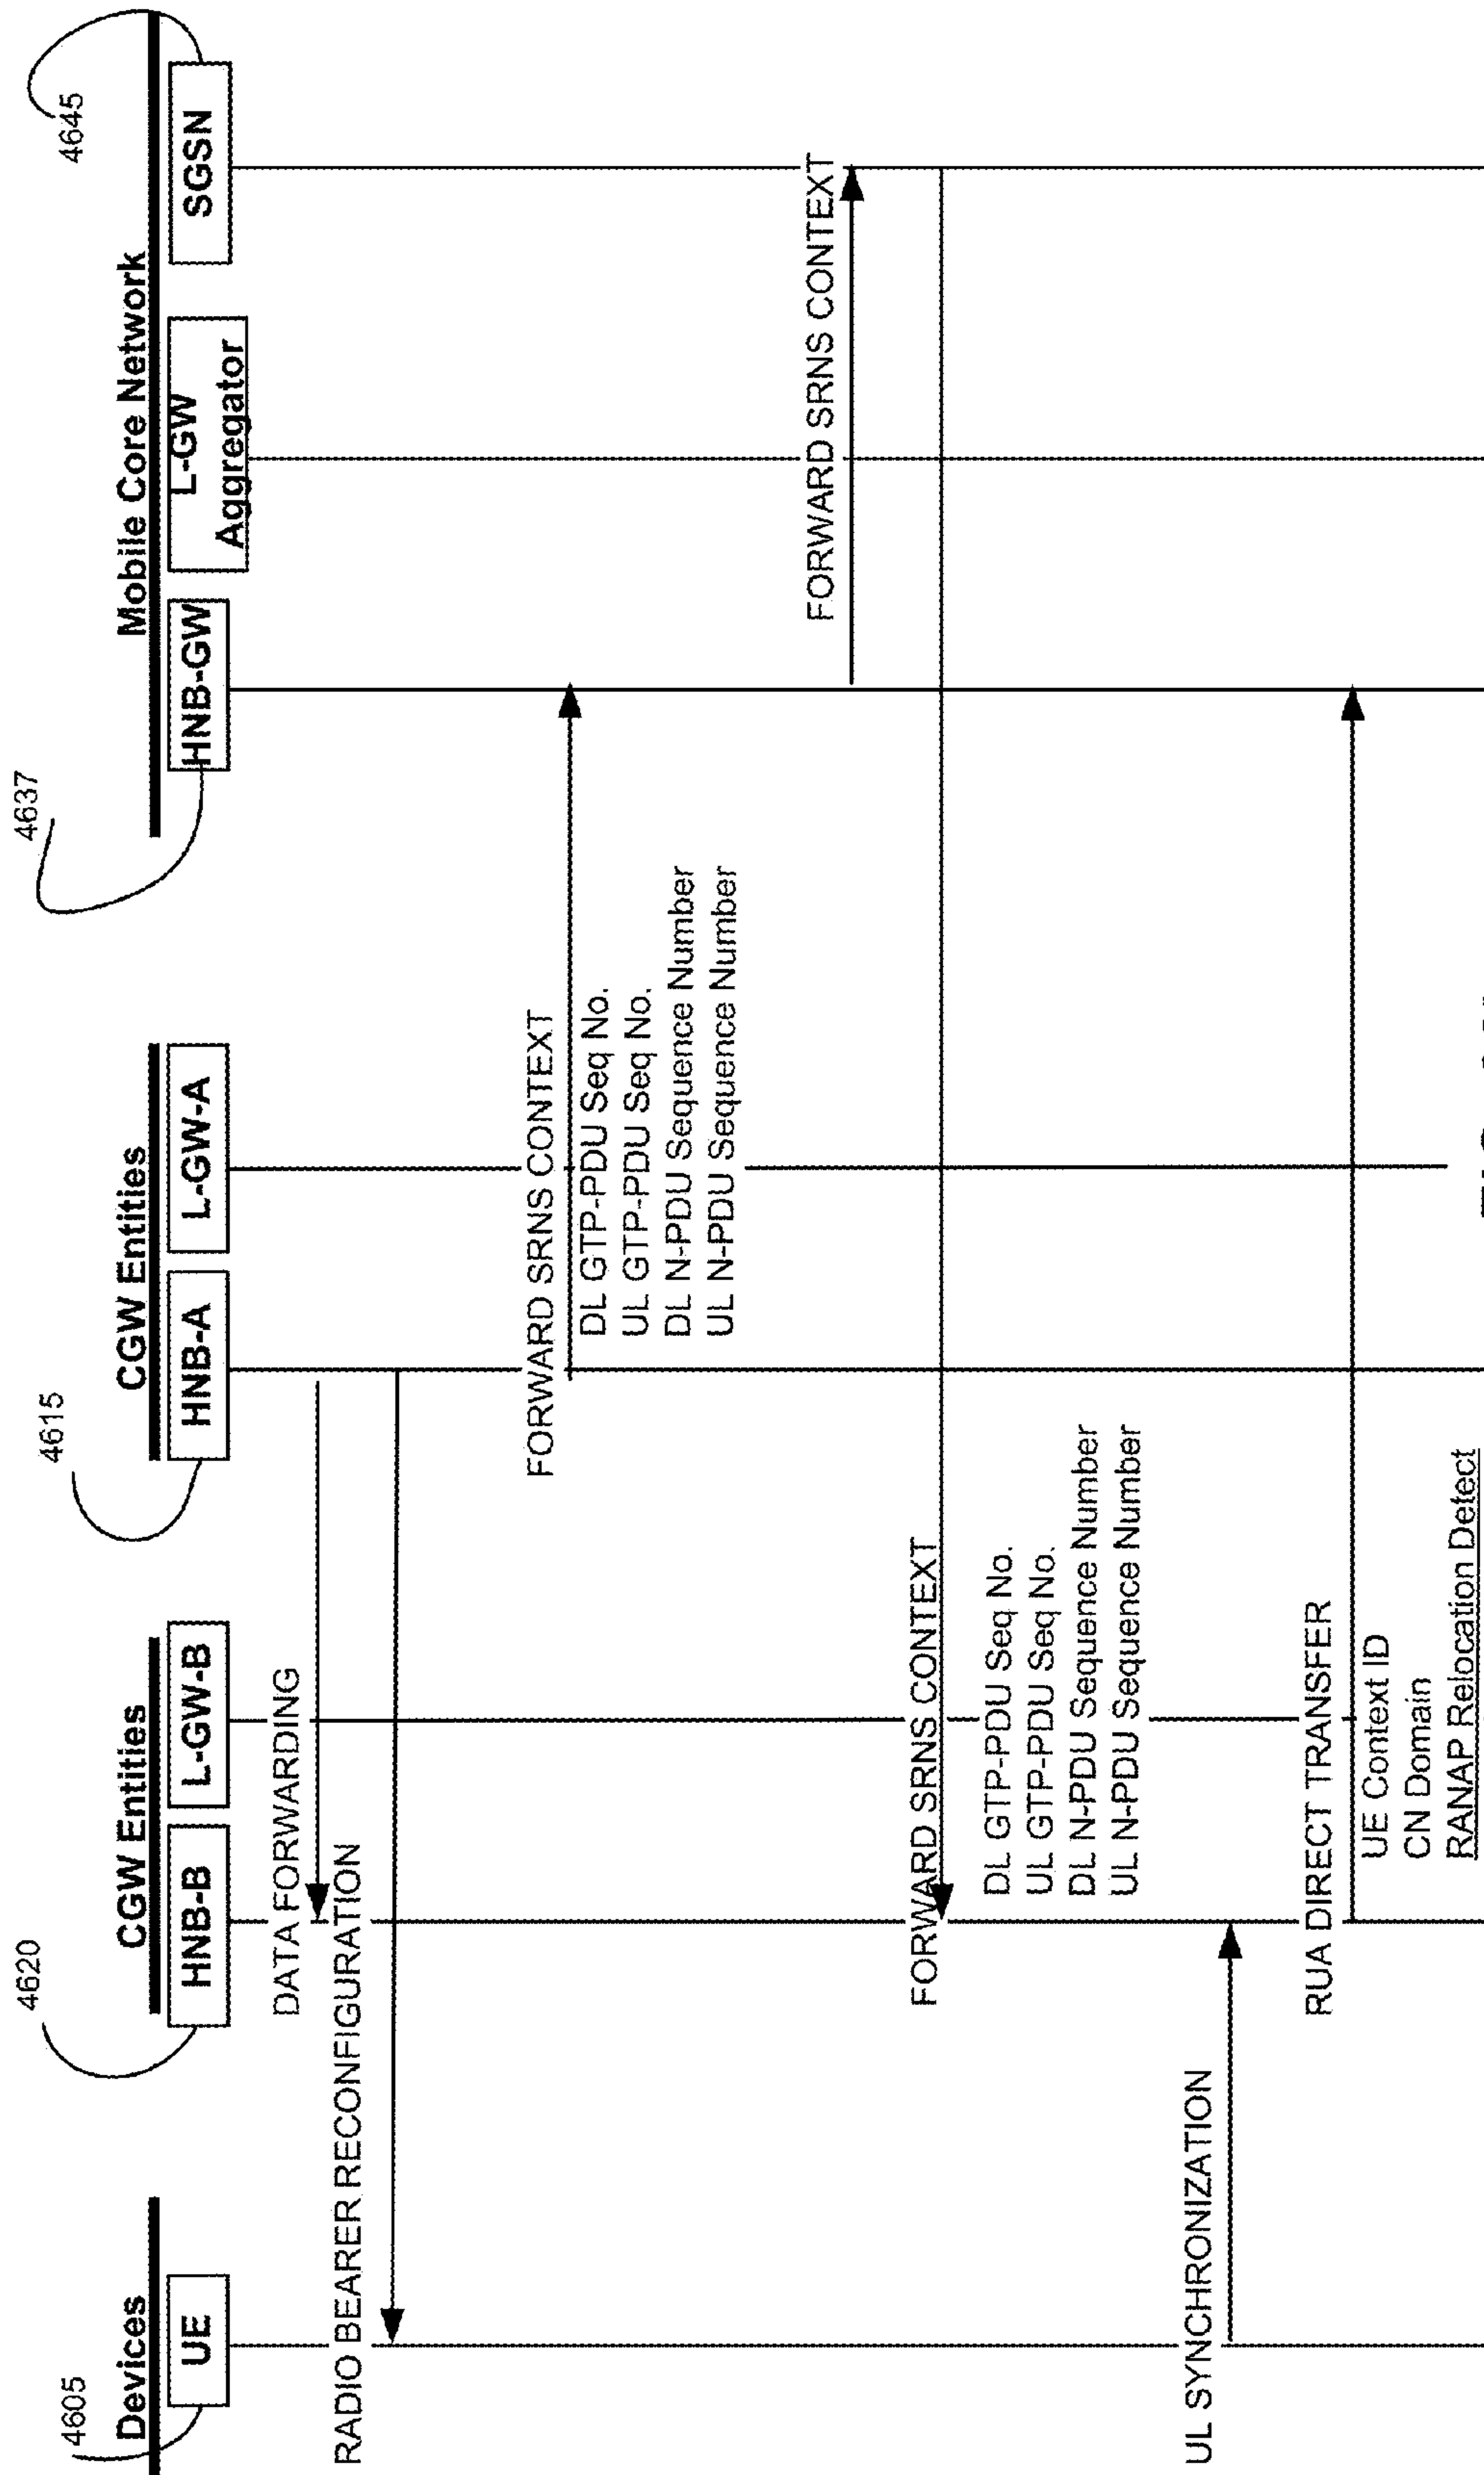 Devices
CGW Entities
CGW Entities
Mobile Core Network
4605
4620
4615
4637
4645
UE
HNB-B
L-GW-B
HNB-A
L-GW-A
HNB-GW
L-GW
Aggregator
SGSN
DATA FORWARDING
RADIO BEARER RECONFIGURATION
FORWARD SRNS CONTEXT
DL GTP-PDU Seq No.
UL GTP-PDU Seq No.
DL N-PDU Sequence Number
UL N-PDU Sequence Number
FORWARD SRNS CONTEXT
FORWARD SRNS CONTEXT
DL GTP-PDU Seq No.
UL GTP-PDU Seq No.
DL N-PDU Sequence Number
UL N-PDU Sequence Number
UL SYNCHRONIZATION
RUA DIRECT TRANSFER
UE Context ID
CN Domain
RANAP Relocation Detect